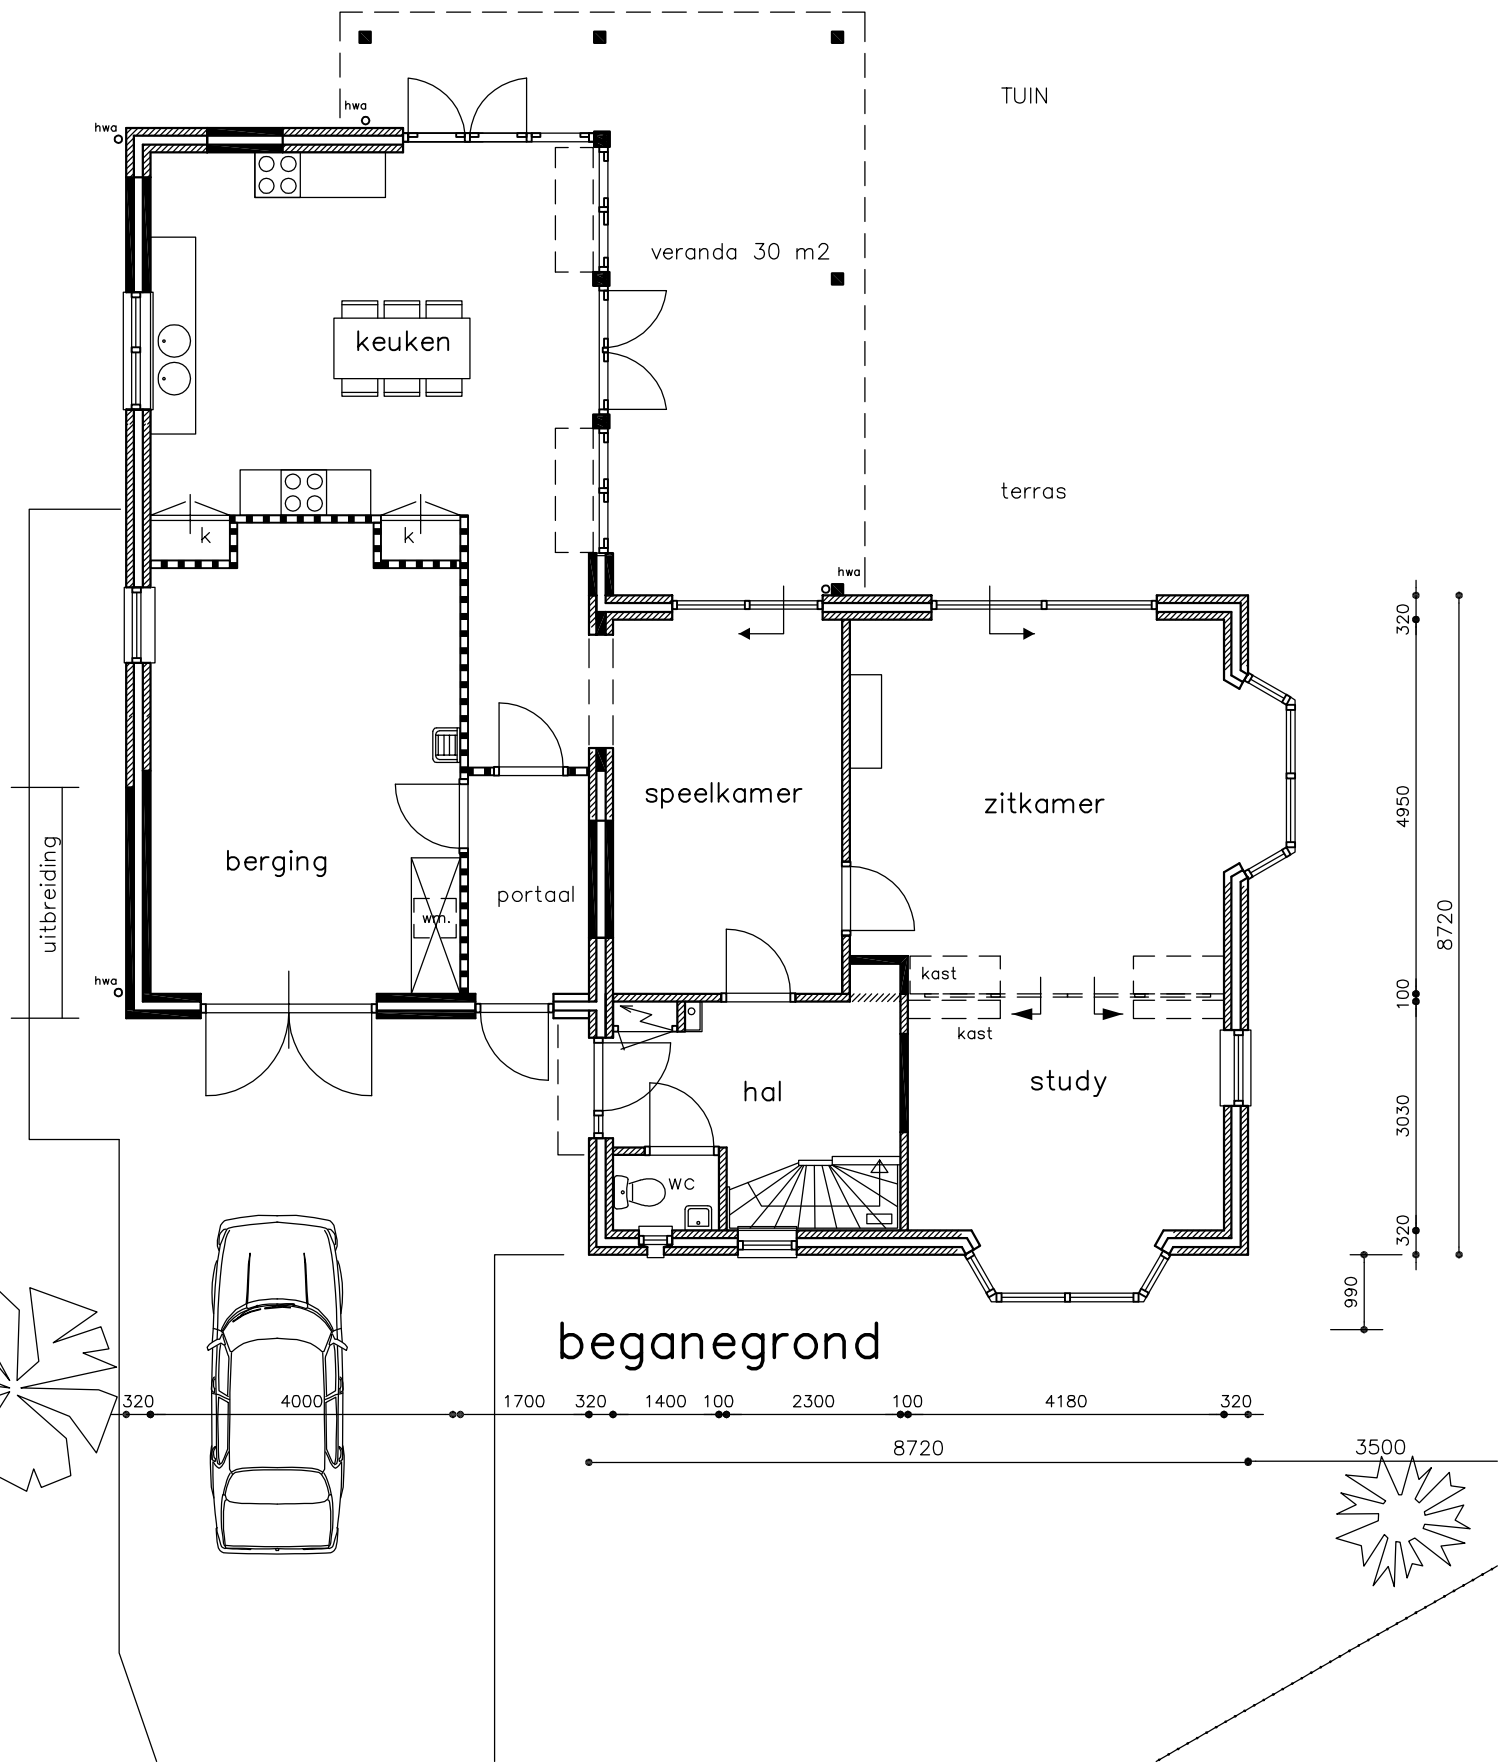 TUIN
hwa
hwa
veranda 30 m2
keuken
terras
k
k
hwa
320
speelkamer
zitkamer
4950
berging
uitbreiding
portaal
wm.
8720
kast
hwa
100
kast
study
hal
3030
WC
320
990
beganegrond
320
4000
1700
320
1400
100
2300
100
4180
320
8720
3500